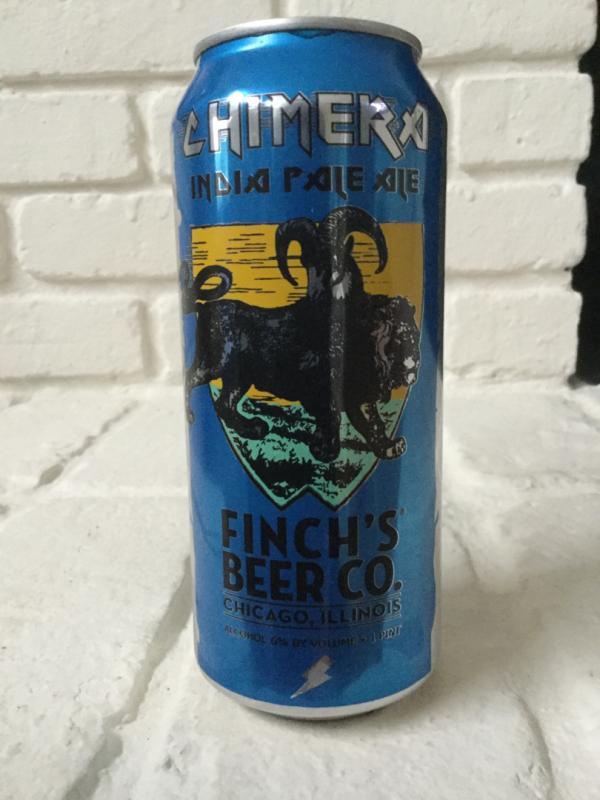 CHIMERA
INDIA PALE ALE
FINCH'S®
BEER CO.
CHICAGO, ILLINOIS
ALCOHOL 6% BY VOLUME • 1 PINT